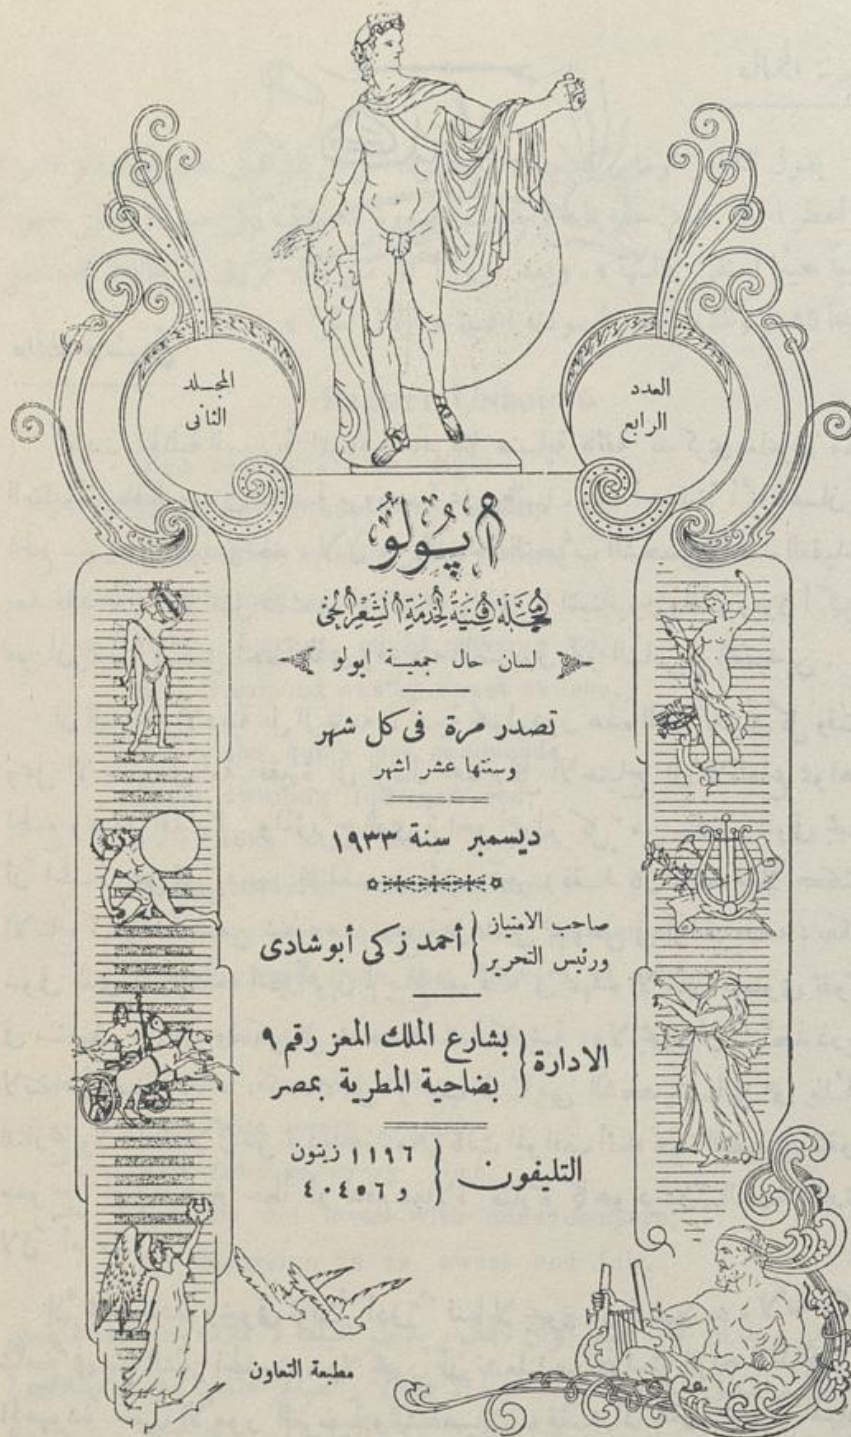 العدد
الرابع
المجلد
الثانى
أپولو
مجلة فنية لخدمة الشعر الحى
لسان حال جمعية ابولو
تصدر مرة فى كل شهر
وسنتها عشر اشهر
ديسمبر سنة ١٩٣٣
صاحب الامتياز
ورئيس التحرير
أحمد زكى أبوشادى
الادارة
بشارع الملك المعز رقم ٩
بضاحية المطرية بمصر
التليفون
١١٩٦ زيتون
و ٤٠٤٥٦
مطبعة التعاون